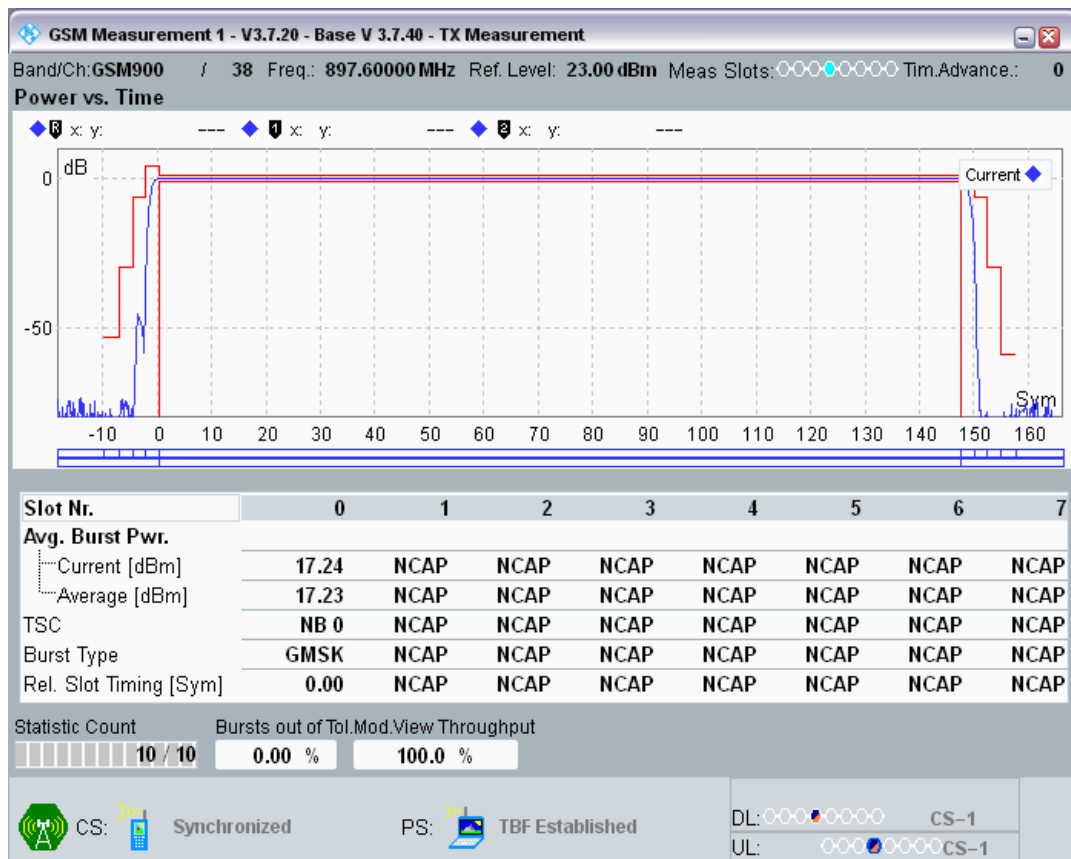 GSM Measurement 1 - V3.7.20 - Base V 3.7.40 - TX Measurement
Band/Ch:GSM900 / 38 Freq.: 897.60000 MHz Ref. Level: 23.00 dBm Meas Slots: Tim.Advance.: 0
Power vs. Time
R x: y: --- 1 x: y: --- 2 x: y: ---
dB
Current
0
-50
Sym
-10 0 10 20 30 40 50 60 70 80 90 100 110 120 130 140 150 160
Slot Nr. 0 1 2 3 4 5 6 7
Avg. Burst Pwr.
Current [dBm] 17.24 NCAP NCAP NCAP NCAP NCAP NCAP NCAP
Average [dBm] 17.23 NCAP NCAP NCAP NCAP NCAP NCAP NCAP
TSC NB 0 NCAP NCAP NCAP NCAP NCAP NCAP NCAP
Burst Type GMSK NCAP NCAP NCAP NCAP NCAP NCAP NCAP
Rel. Slot Timing [Sym] 0.00 NCAP NCAP NCAP NCAP NCAP NCAP NCAP
Statistic Count Bursts out of Tol.Mod.View Throughput
10 / 10 0.00 % 100.0 %
CS: Synchronized PS: TBF Established
DL: CS-1
UL: CS-1